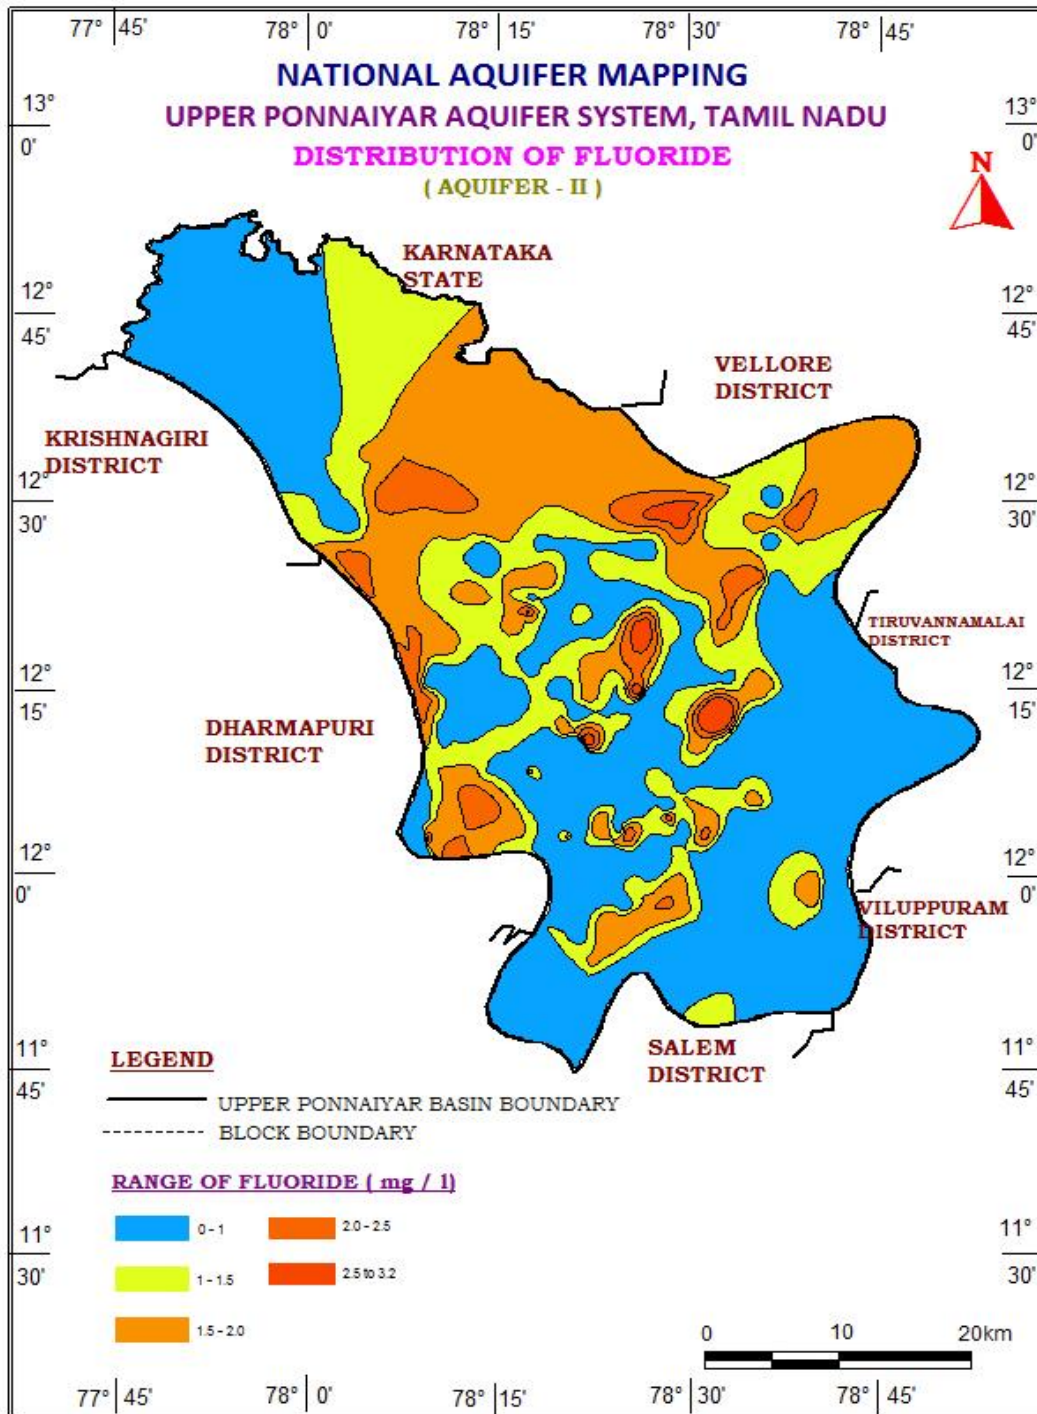 77° 45' 78° 0' 78° 15' 78° 30' 78° 45'
NATIONAL AQUIFER MAPPING
UPPER PONNAIYAR AQUIFER SYSTEM, TAMIL NADU
DISTRIBUTION OF FLUORIDE
( AQUIFER - II )
13°
0'
13°
0'
N
KARNATAKA
STATE
12°
45'
12°
45'
VELLORE
DISTRICT
KRISHNAGIRI
DISTRICT
12°
30'
12°
30'
TIRUVANNAMALAI
DISTRICT
12°
15'
12°
15'
DHARMAPURI
DISTRICT
12°
0'
12°
0'
VILUPPURAM
DISTRICT
SALEM
DISTRICT
11°
45'
11°
45'
LEGEND
UPPER PONNAIYAR BASIN BOUNDARY
BLOCK BOUNDARY
RANGE OF FLUORIDE ( mg / l)
0 - 1
2.0 - 2.5
1 - 1.5
2.5 to 3.2
1.5 - 2.0
11°
30'
11°
30'
0 10 20km
77° 45' 78° 0' 78° 15' 78° 30' 78° 45'